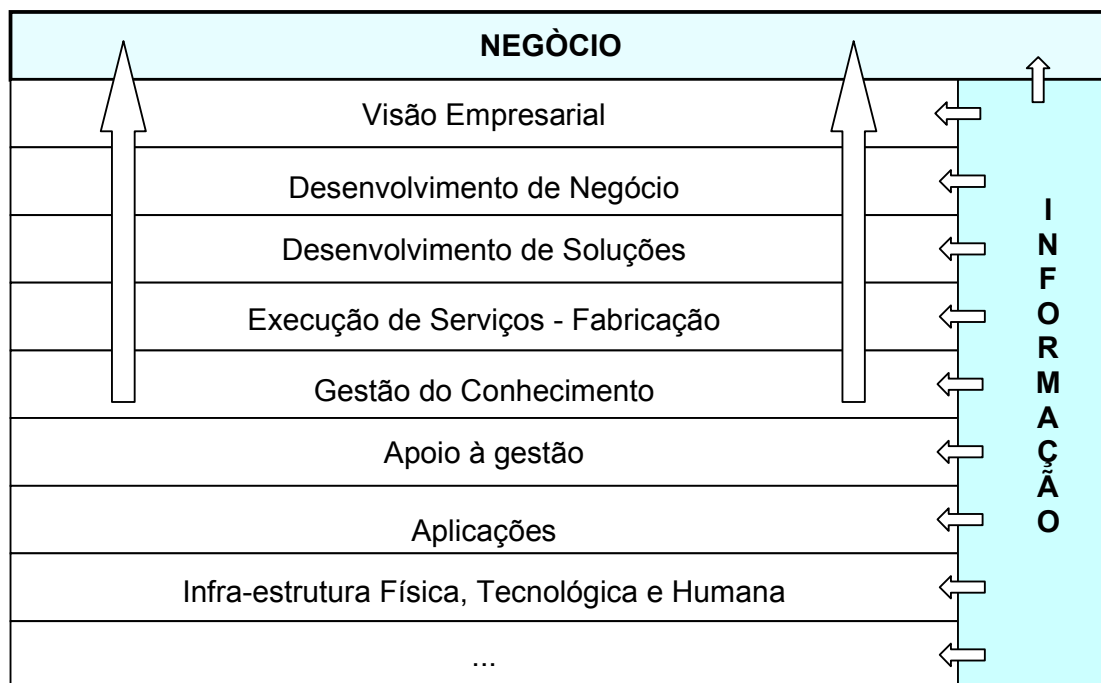 NEGÒCIO
Visão Empresarial
Desenvolvimento de Negócio
Desenvolvimento de Soluções
Execução de Serviços - Fabricação
Gestão do Conhecimento
Apoio à gestão
Aplicações
Infra-estrutura Física, Tecnológica e Humana
...
I
N
F
O
R
M
A
Ç
Ã
O